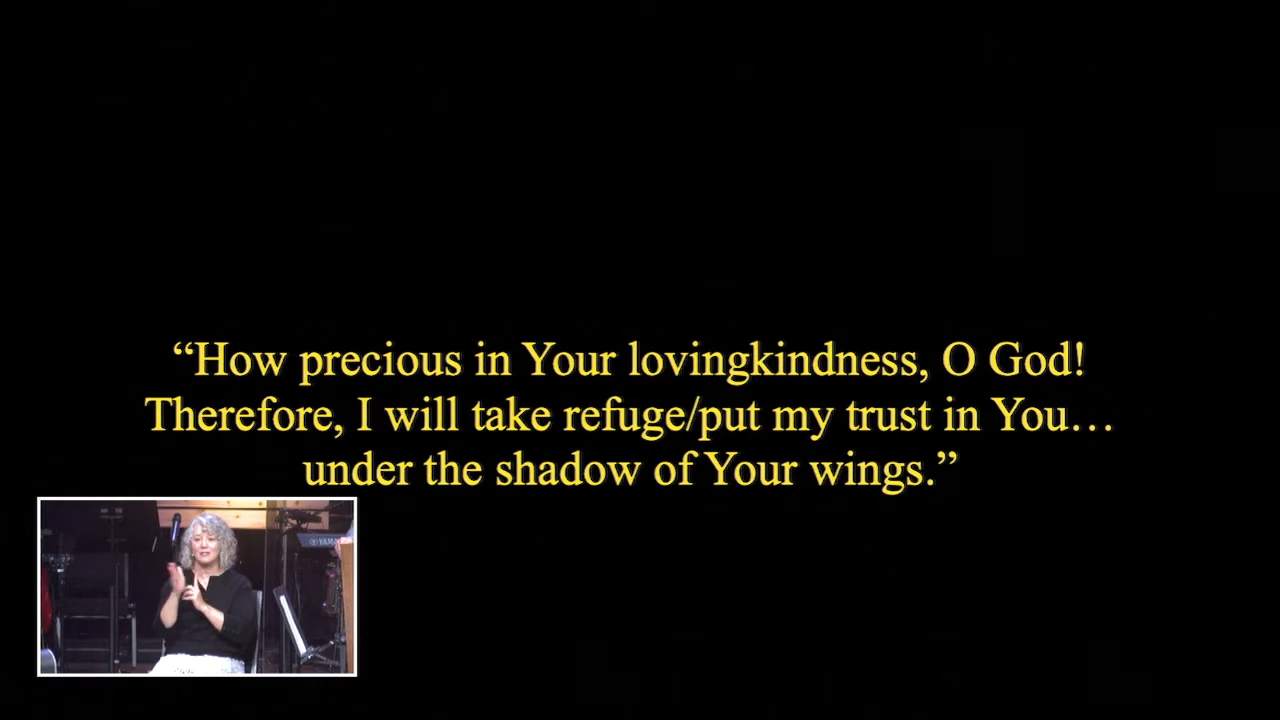 “How precious in Your lovingkindness, O God!
Therefore, I will take refuge/put my trust in You…
under the shadow of Your wings.”